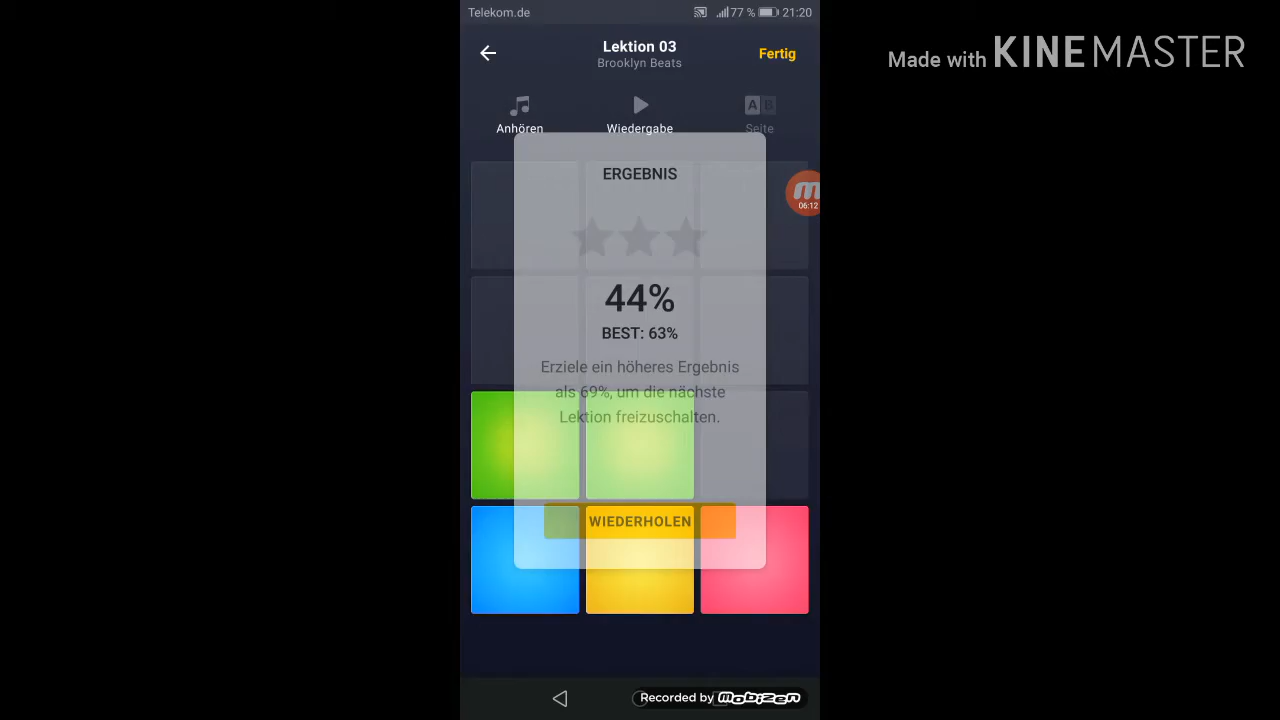 Telekom.de
77 % 21:20
Lektion 03
Brooklyn Beats
Fertig
Made with KINEMASTER
Anhören
Wiedergabe
A B
Seite
ERGEBNIS
m
06:12
44%
BEST: 63%
Erziele ein höheres Ergebnis
als 69%, um die nächste
Lektion freizuschalten.
WIEDERHOLEN
Recorded by mobizen